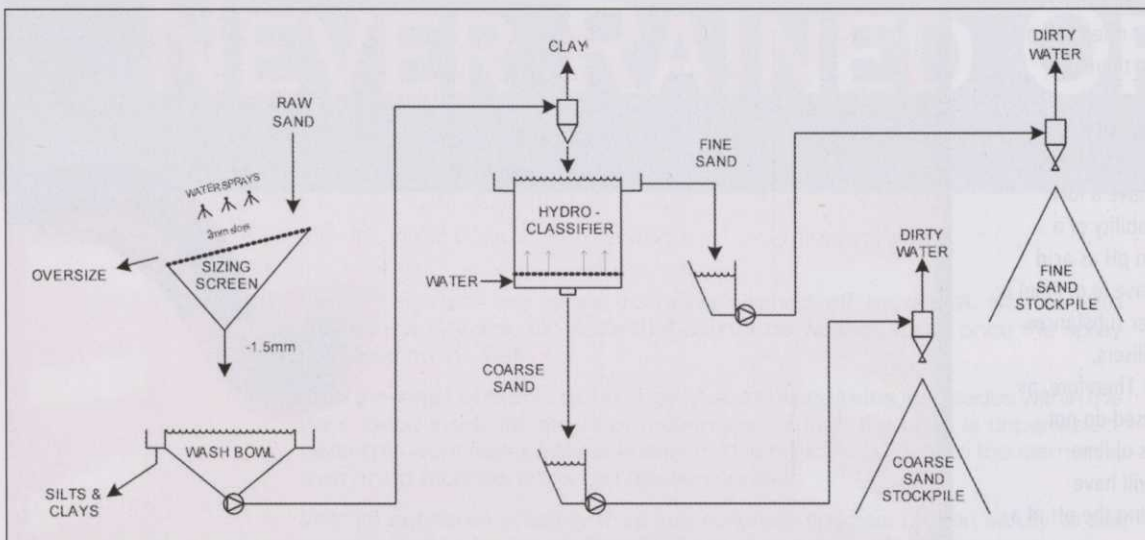 CLAY
DIRTY
WATER
RAW
SAND
FINE
SAND
WATER SPRAYS
2mm slots
HYDRO -
CLASSIFIER
DIRTY
WATER
OVERSIZE
SIZING
SCREEN
WATER
FINE
SAND
STOCKPILE
-1.5mm
COARSE
SAND
WASH BOWL
COARSE
SAND
STOCKPILE
SILTS &
CLAYS